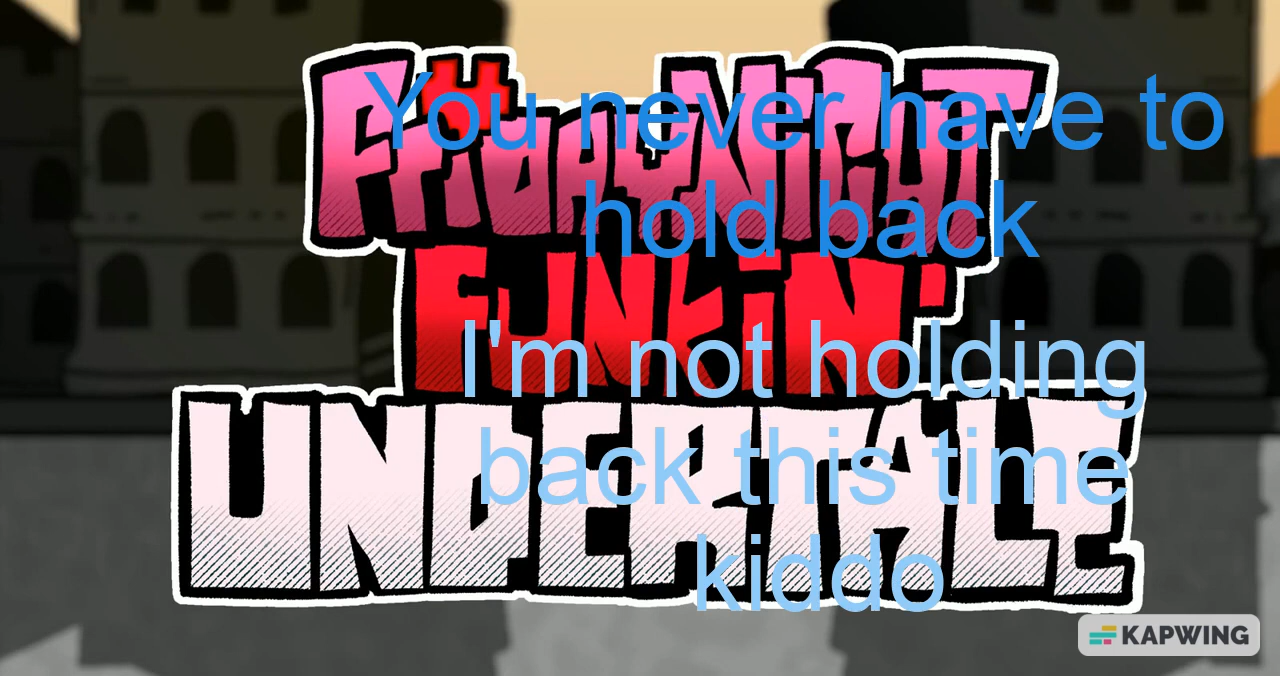 FRIDAY NIGHT
FUNKIN'
UNDERTALE
You never have to
hold back
I'm not holding
back this time
kiddo
KAPWING